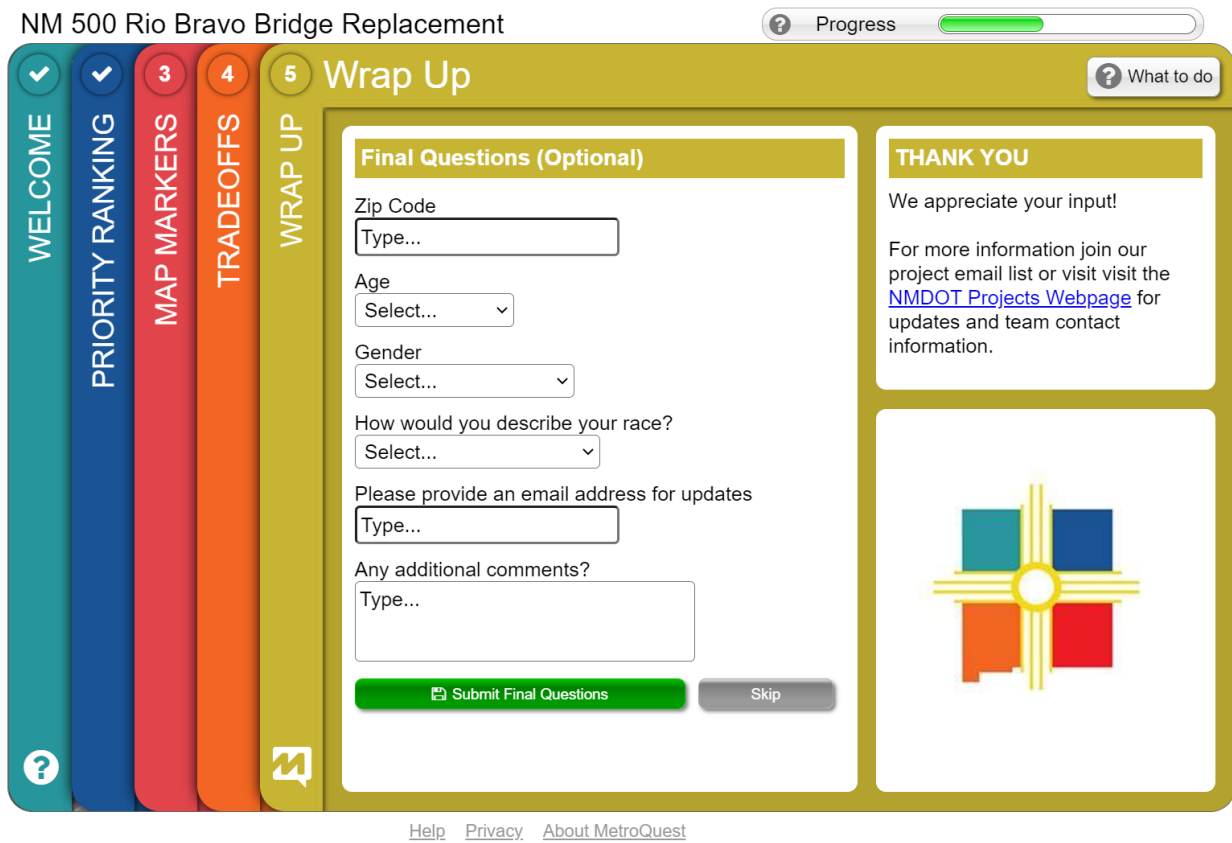 NM 500 Rio Bravo Bridge Replacement
? Progress
WELCOME
PRIORITY RANKING
3 MAP MARKERS
4 TRADEOFFS
5 WRAP UP
Wrap Up
? What to do
Final Questions (Optional)
Zip Code
Type...
Age
Select...
Gender
Select...
How would you describe your race?
Select...
Please provide an email address for updates
Type...
Any additional comments?
Type...
Submit Final Questions
Skip
THANK YOU
We appreciate your input!
For more information join our
project email list or visit visit the
NMDOT Projects Webpage for
updates and team contact
information.
?
Help Privacy About MetroQuest